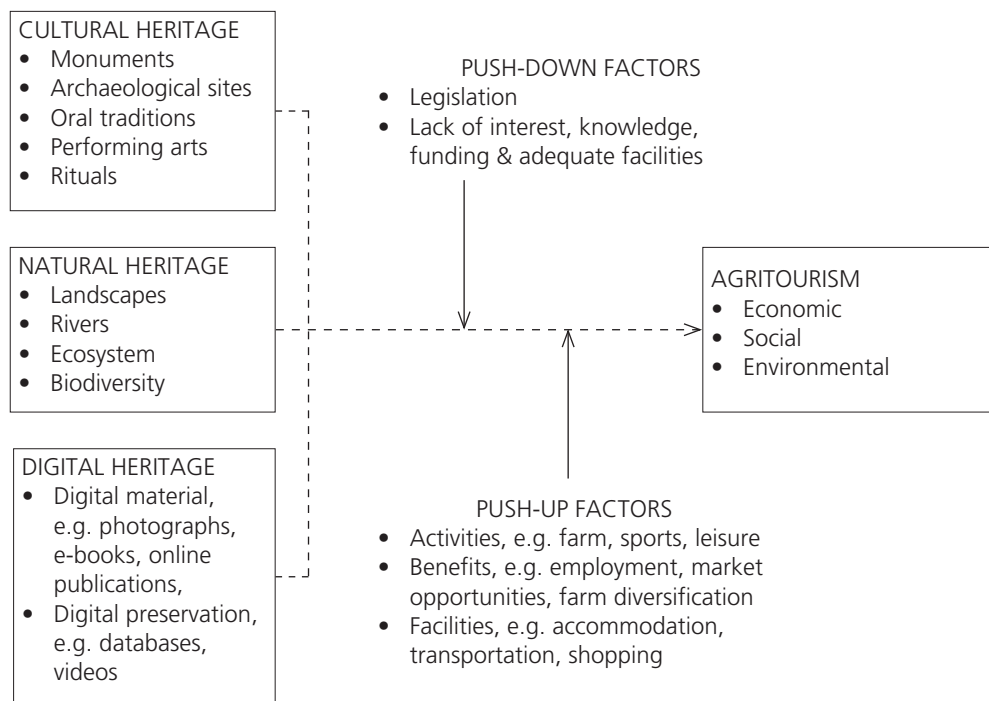 CULTURAL HERITAGE
• Monuments
• Archaeological sites
• Oral traditions
• Performing arts
• Rituals
PUSH-DOWN FACTORS
• Legislation
• Lack of interest, knowledge,
funding & adequate facilities
NATURAL HERITAGE
• Landscapes
• Rivers
• Ecosystem
• Biodiversity
AGRITOURISM
• Economic
• Social
• Environmental
DIGITAL HERITAGE
• Digital material,
e.g. photographs,
e-books, online
publications,
• Digital preservation,
e.g. databases,
videos
PUSH-UP FACTORS
• Activities, e.g. farm, sports, leisure
• Benefits, e.g. employment, market
opportunities, farm diversification
• Facilities, e.g. accommodation,
transportation, shopping